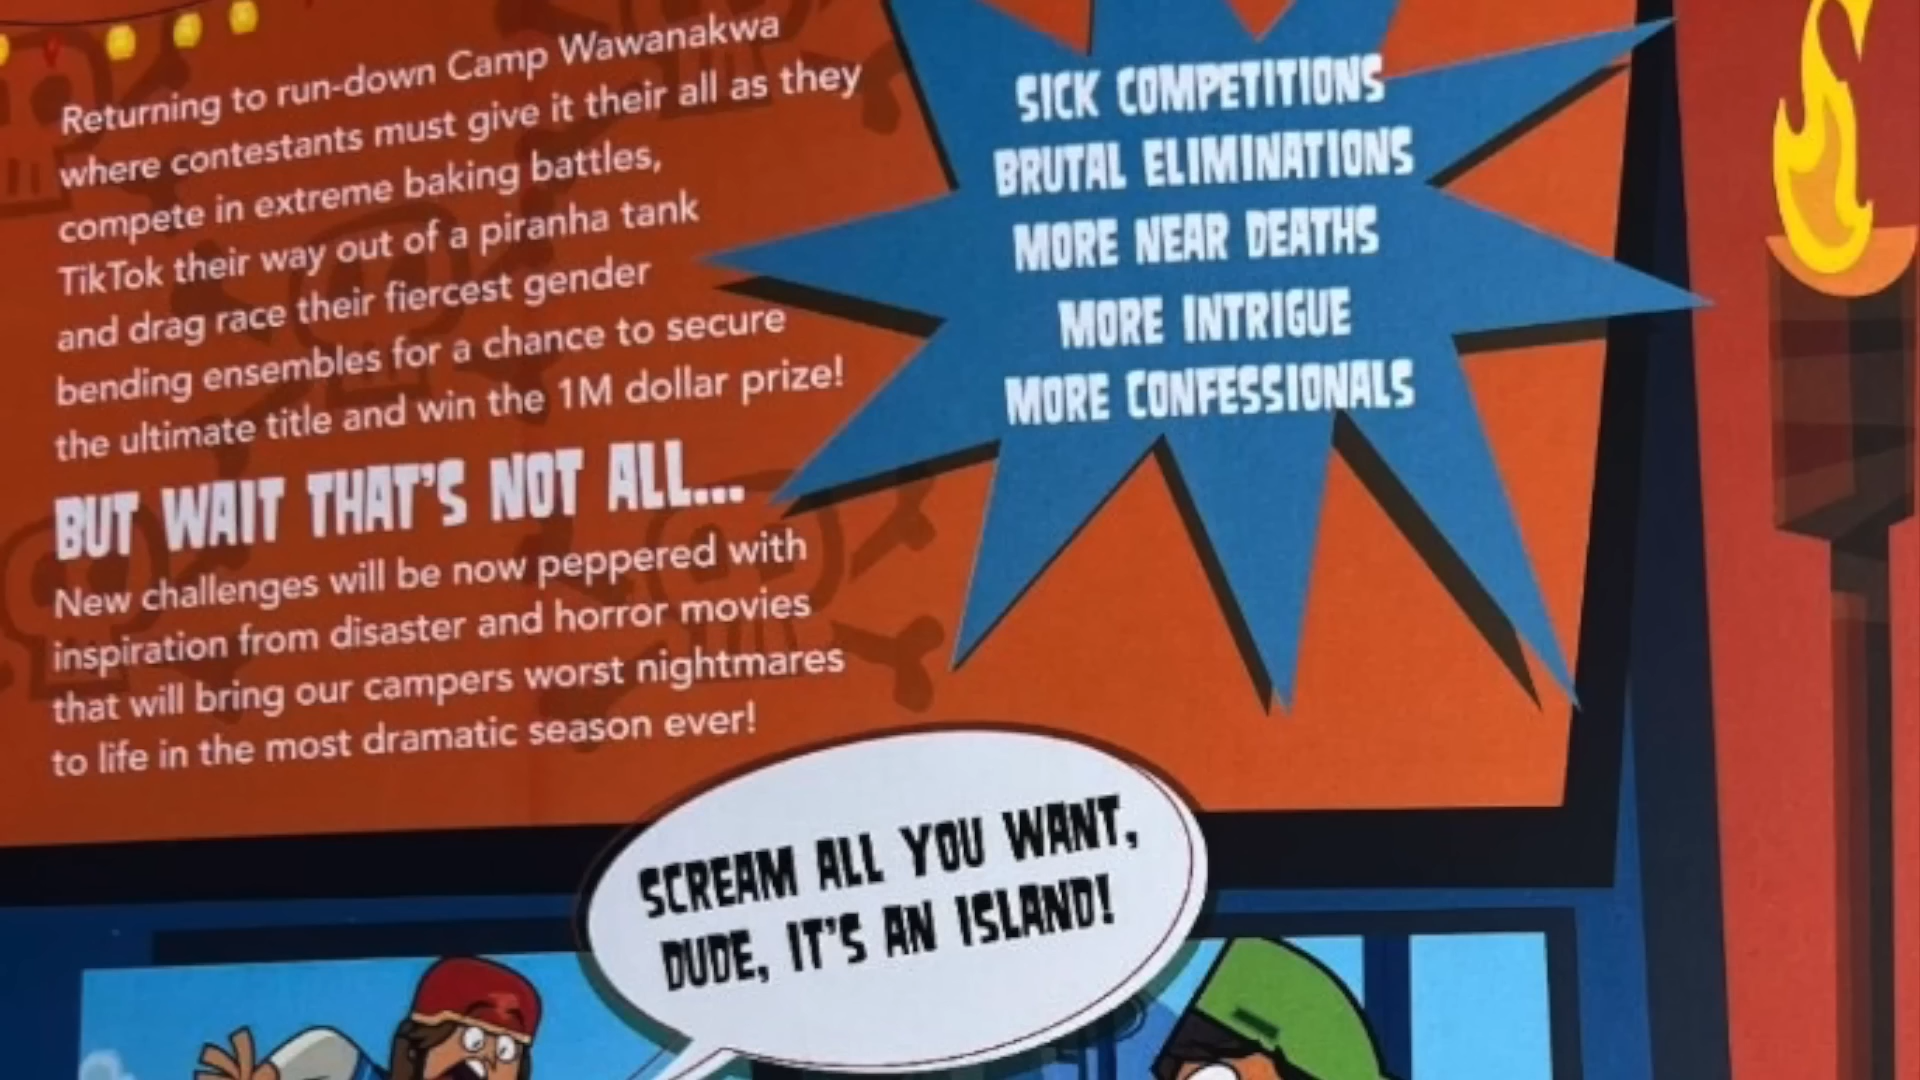 Returning to run-down Camp Wawanakwa
where contestants must give it their all as they
compete in extreme baking battles,
TikTok their way out of a piranha tank
and drag race their fiercest gender
bending ensembles for a chance to secure
the ultimate title and win the 1M dollar prize!
BUT WAIT THAT'S NOT ALL...
New challenges will be now peppered with
inspiration from disaster and horror movies
that will bring our campers worst nightmares
to life in the most dramatic season ever!
SICK COMPETITIONS
BRUTAL ELIMINATIONS
MORE NEAR DEATHS
MORE INTRIGUE
MORE CONFESSIONALS
SCREAM ALL YOU WANT,
DUDE, IT'S AN ISLAND!